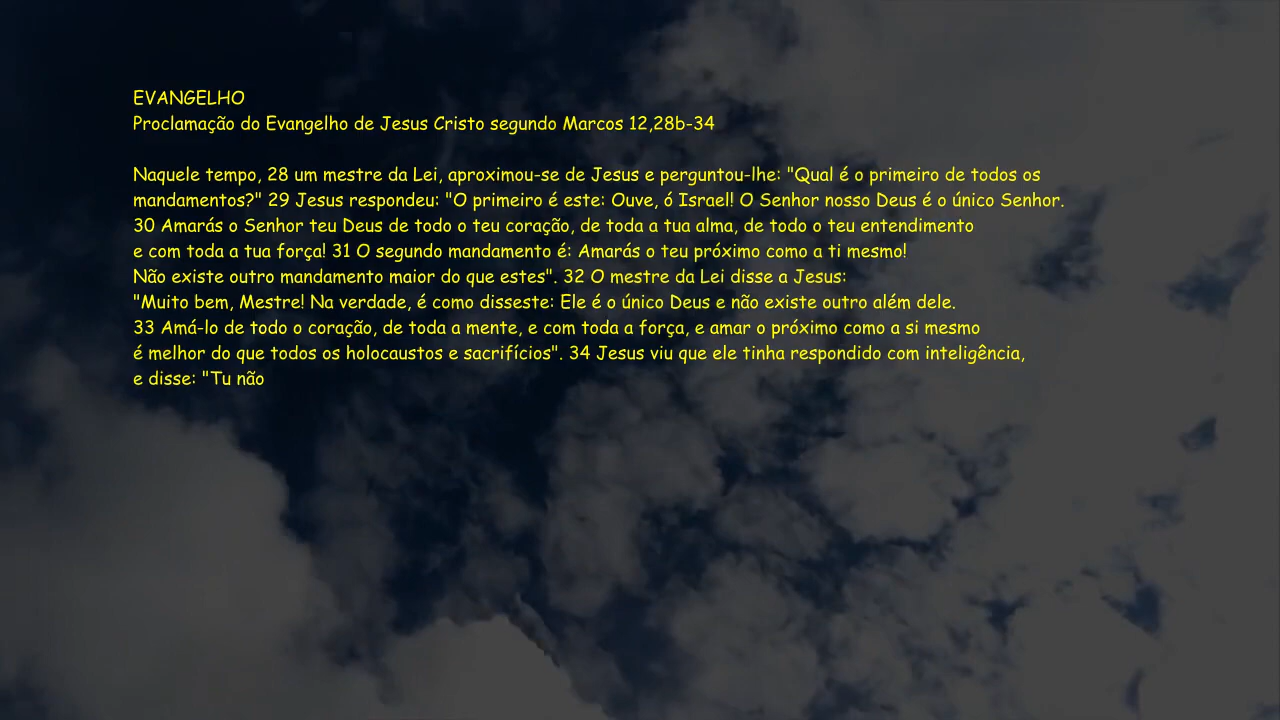 EVANGELHO
Proclamação do Evangelho de Jesus Cristo segundo Marcos 12,28b-34
Naquele tempo, 28 um mestre da Lei, aproximou-se de Jesus e perguntou-lhe: "Qual é o primeiro de todos os
mandamentos?" 29 Jesus respondeu: "O primeiro é este: Ouve, ó Israel! O Senhor nosso Deus é o único Senhor.
30 Amarás o Senhor teu Deus de todo o teu coração, de toda a tua alma, de todo o teu entendimento
e com toda a tua força! 31 O segundo mandamento é: Amarás o teu próximo como a ti mesmo!
Não existe outro mandamento maior do que estes". 32 O mestre da Lei disse a Jesus:
"Muito bem, Mestre! Na verdade, é como disseste: Ele é o único Deus e não existe outro além dele.
33 Amá-lo de todo o coração, de toda a mente, e com toda a força, e amar o próximo como a si mesmo
é melhor do que todos os holocaustos e sacrifícios". 34 Jesus viu que ele tinha respondido com inteligência,
e disse: "Tu não